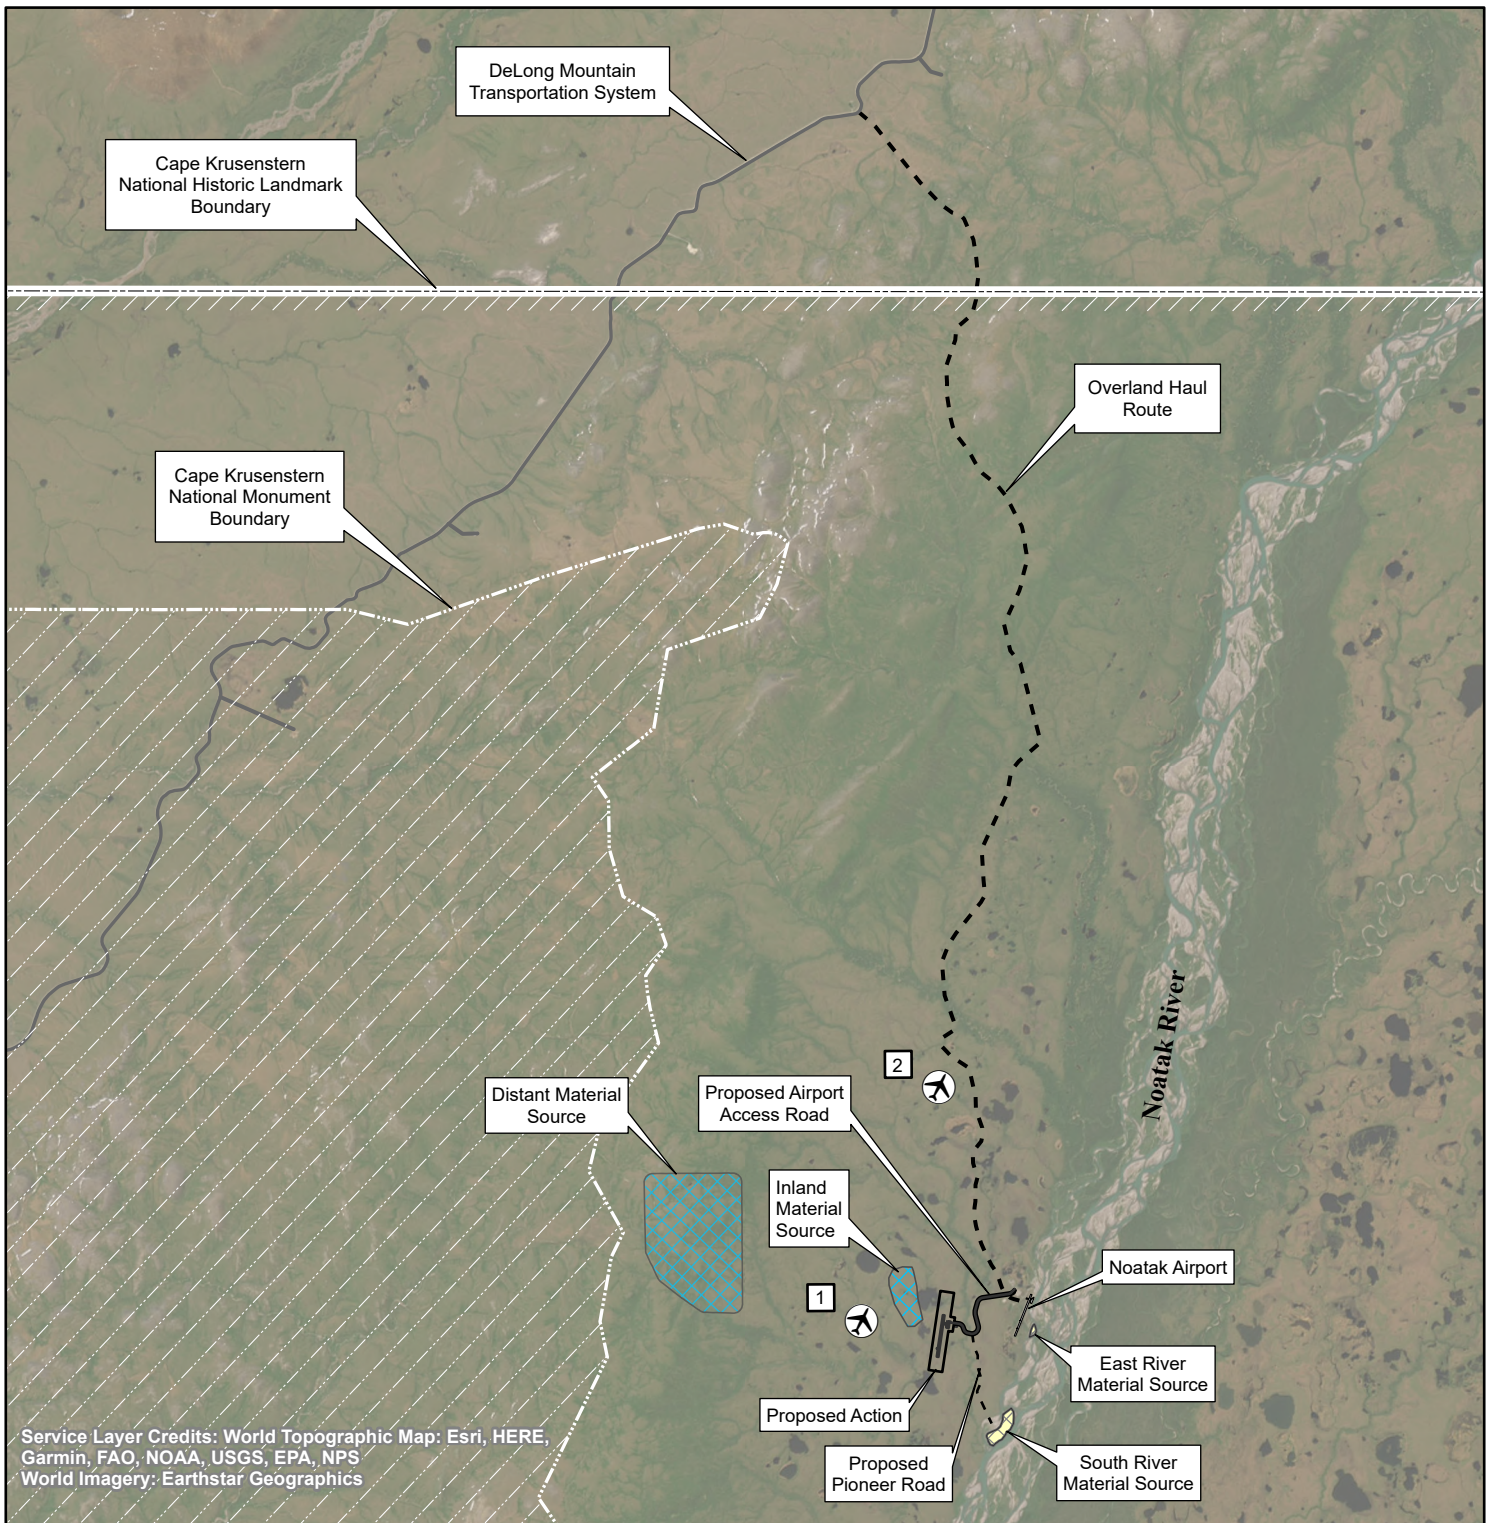 DeLong Mountain
Transportation System
Cape Krusenstern
National Historic Landmark
Boundary
Overland Haul
Route
Cape Krusenstern
National Monument
Boundary
Noatak River
2
Distant Material
Source
Proposed Airport
Access Road
Inland
Material
Source
Noatak Airport
1
East River
Material Source
Proposed Action
Proposed
Pioneer Road
South River
Material Source
Service Layer Credits: World Topographic Map: Esri, HERE,
Garmin, FAO, NOAA, USGS, EPA, NPS
World Imagery: Earthstar Geographics